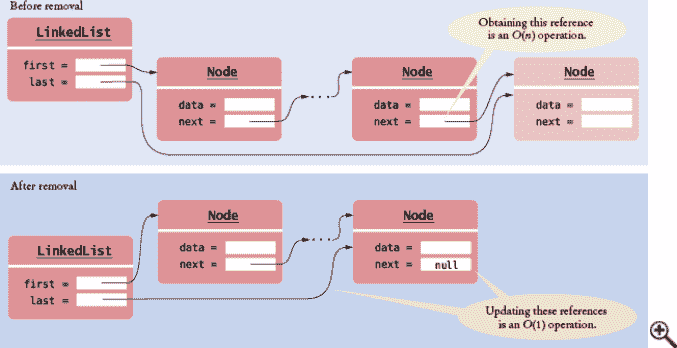 Before removal
LinkedList
first =
last =
Node
data =
next =
Node
data =
next =
Obtaining this reference
is an O(n) operation.
Node
data =
next =
After removal
LinkedList
first =
last =
Node
data =
next =
Node
data =
next = null
Updating these references
is an O(1) operation.